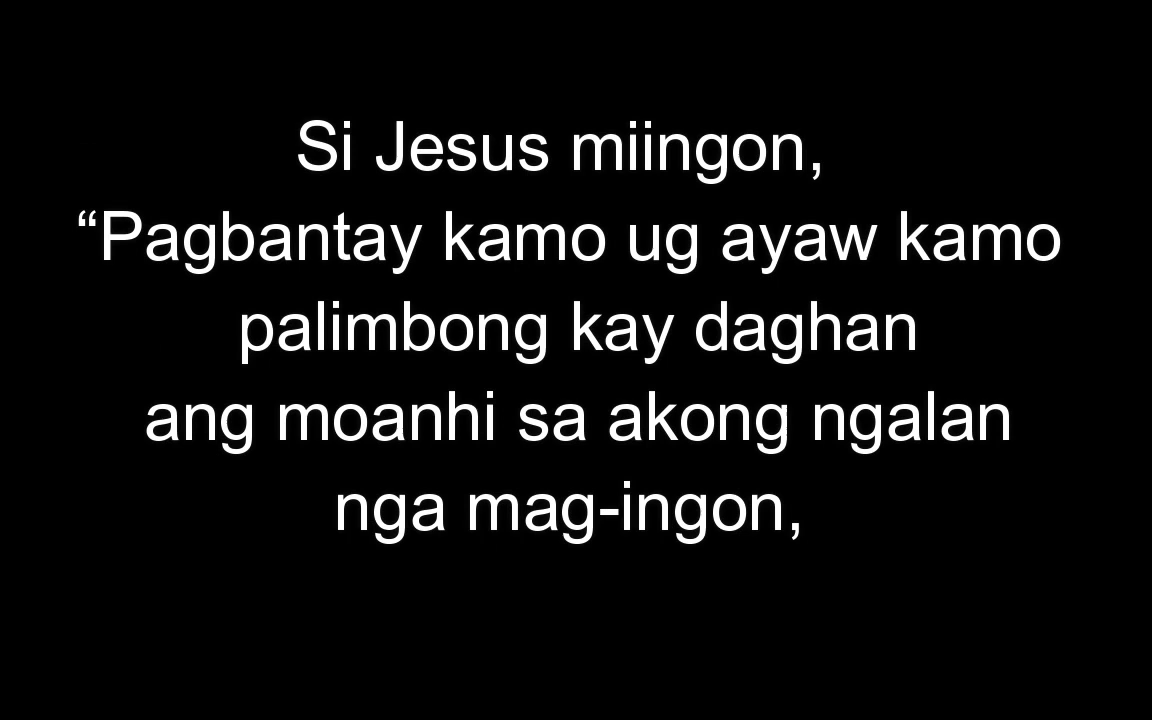 Si Jesus miingon,
“Pagbantay kamo ug ayaw kamo
palimbong kay daghan
ang moanhi sa akong ngalan
nga mag-ingon,